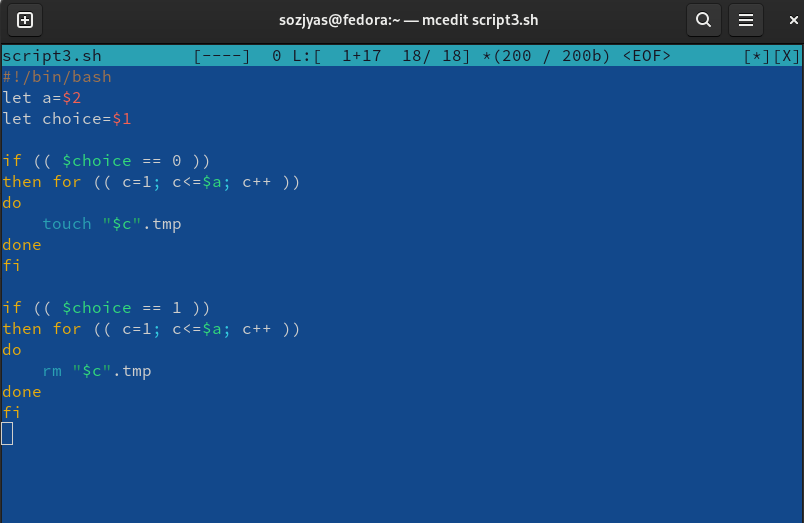 sozjyas@fedora:~ — mcedit script3.sh
script3.sh         [----]  0 L:[  1+17  18/ 18] *(200 / 200b) <EOF>       [*][X]
#!/bin/bash
let a=$2
let choice=$1

if (( $choice == 0 ))
then for (( c=1; c<=$a; c++ ))
do
    touch "$c".tmp
done
fi

if (( $choice == 1 ))
then for (( c=1; c<=$a; c++ ))
do
    rm "$c".tmp
done
fi